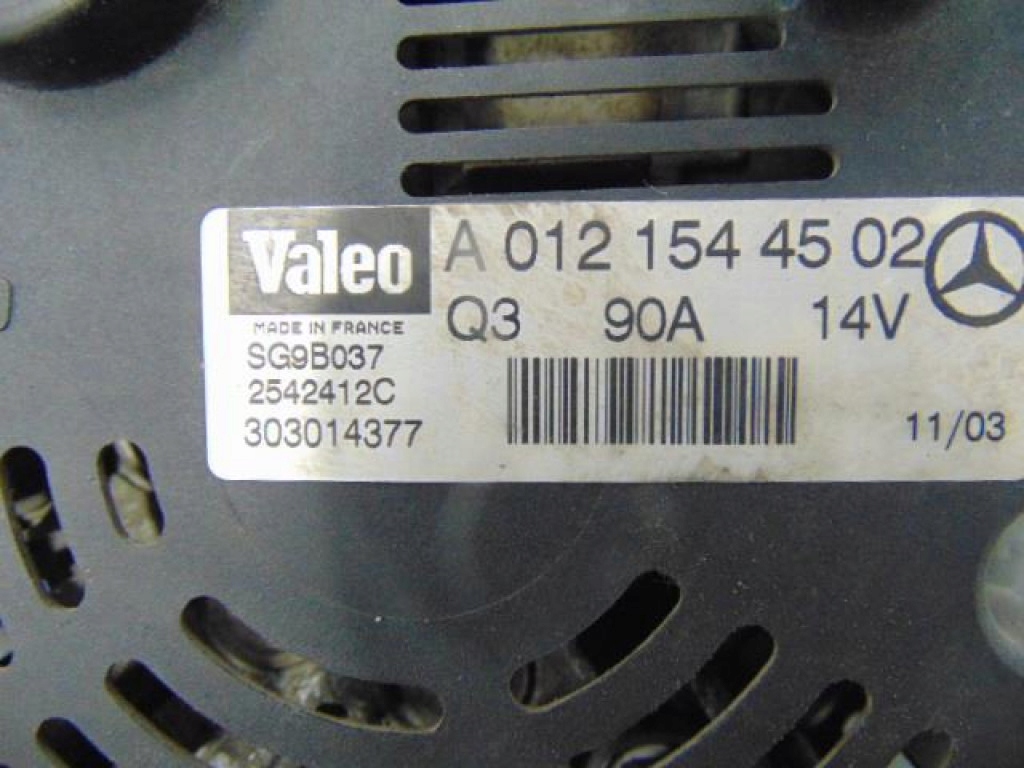 Valeo
A 012 154 45 02
MADE IN FRANCE
Q3 90A 14V
SG9B037
2542412C
303014377
11/03